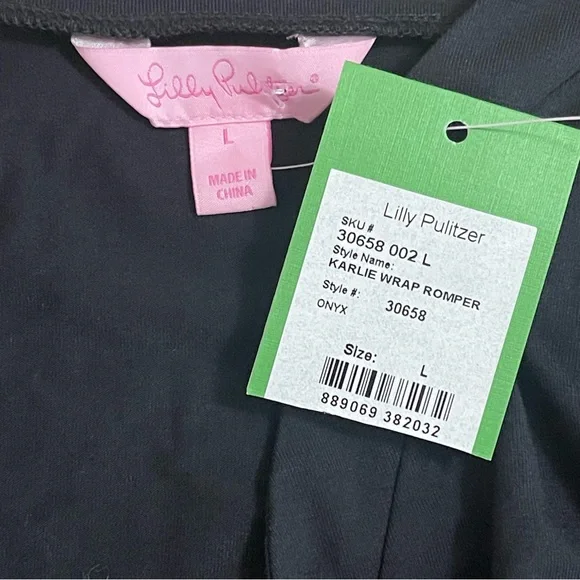 Lilly Pulitzer®
L
MADE IN
CHINA
Lilly Pulitzer
SKU #
30658 002 L
Style Name:
KARLIE WRAP ROMPER
Style #: 30658
ONYX
Size: L
889069 382032